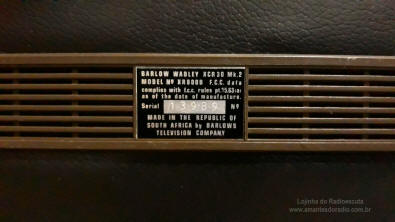 BARLOW WADLEY XCR30 Mk.2
MODEL Nº XR0000 F.C.C. data
complies with f.c.c. rules pt.15.63(a)
as of the date of manufacture.
Serial 13989 Nº
MADE IN THE REPUBLIC OF
SOUTH AFRICA by BARLOWS
TELEVISION COMPANY
Lojinha do Radioescuta
www.amantesdoradio.com.br